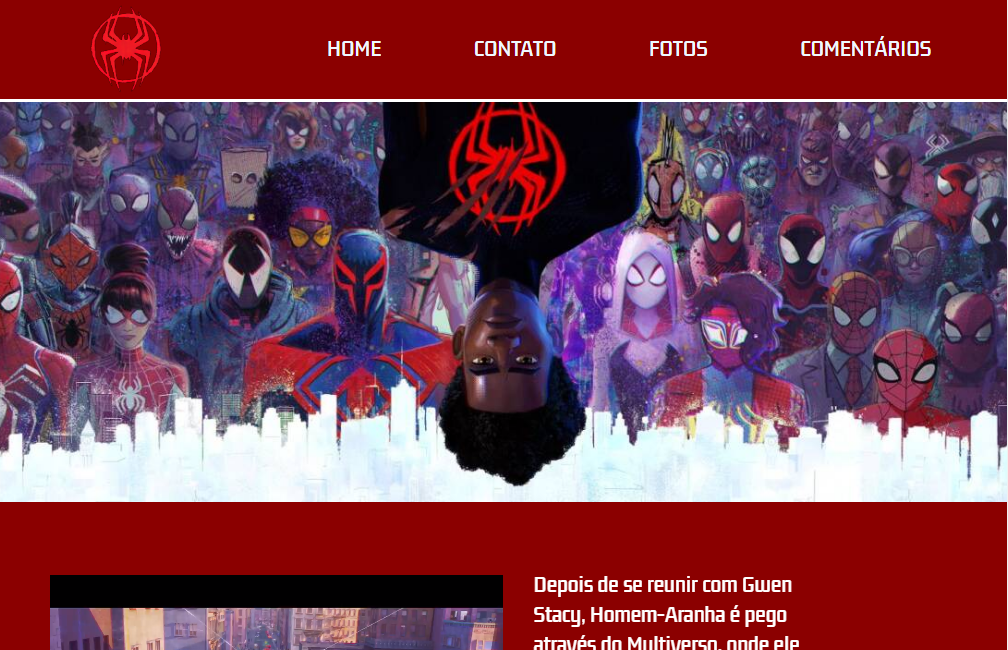 HOME
CONTATO
FOTOS
COMENTÁRIOS
Depois de se reunir com Gwen
Stacy, Homem-Aranha é pego
através do Multiverso, onde ele